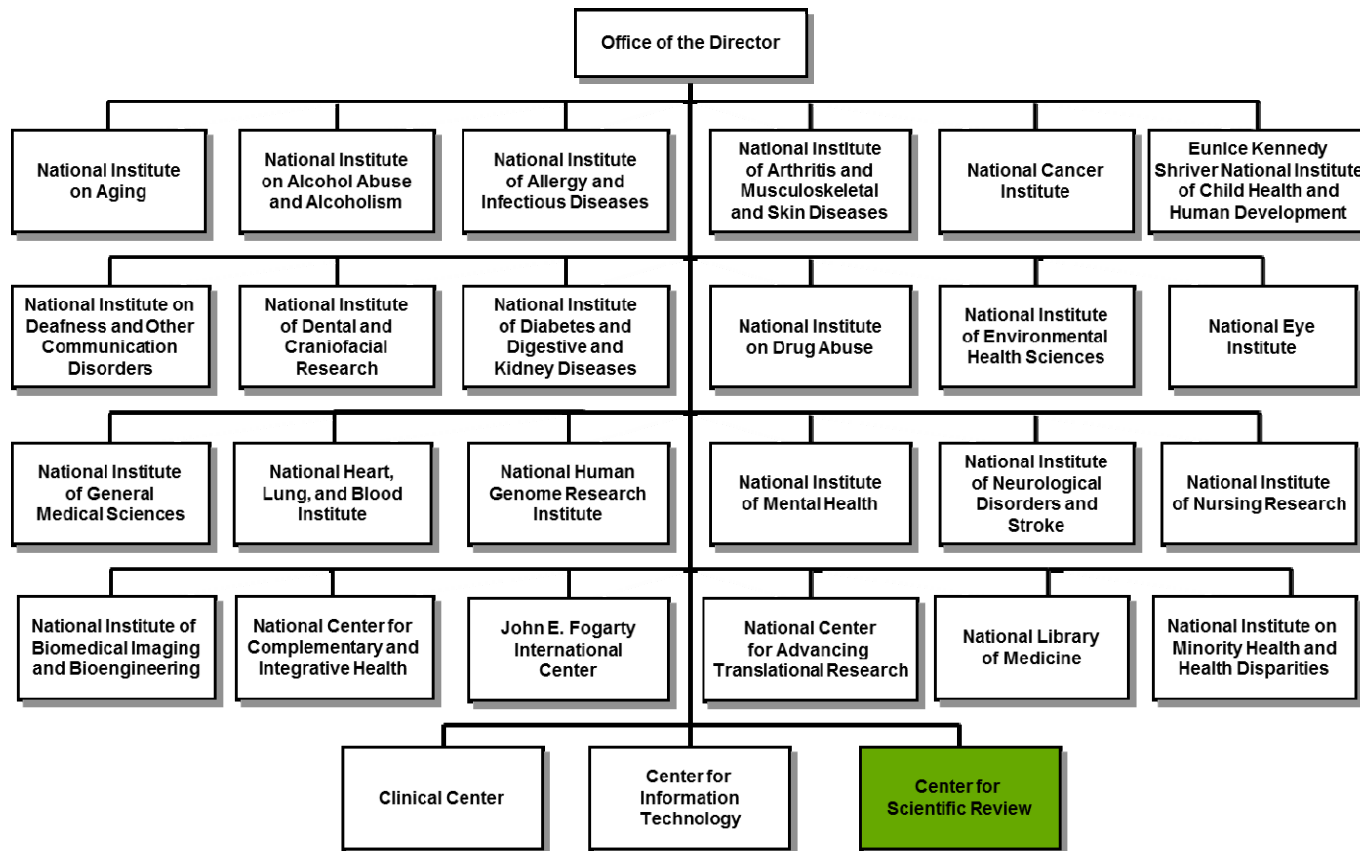 Office of the Director
National Institute
on Aging
National Institute
on Alcohol Abuse
and Alcoholism
National Institute
of Allergy and
Infectious Diseases
National Institute
of Arthritis and
Musculoskeletal
and Skin Diseases
National Cancer
Institute
Eunice Kennedy
Shriver National Institute
of Child Health and
Human Development
National Institute on
Deafness and Other
Communication
Disorders
National Institute
of Dental and
Craniofacial
Research
National Institute
of Diabetes and
Digestive and
Kidney Diseases
National Institute
on Drug Abuse
National Institute
of Environmental
Health Sciences
National Eye
Institute
National Institute
of General
Medical Sciences
National Heart,
Lung, and Blood
Institute
National Human
Genome Research
Institute
National Institute
of Mental Health
National Institute
of Neurological
Disorders and
Stroke
National Institute
of Nursing Research
National Institute of
Biomedical Imaging
and Bioengineering
National Center for
Complementary and
Integrative Health
John E. Fogarty
International
Center
National Center
for Advancing
Translational Research
National Library
of Medicine
National Institute on
Minority Health and
Health Disparities
Clinical Center
Center for
Information
Technology
Center for
Scientific Review